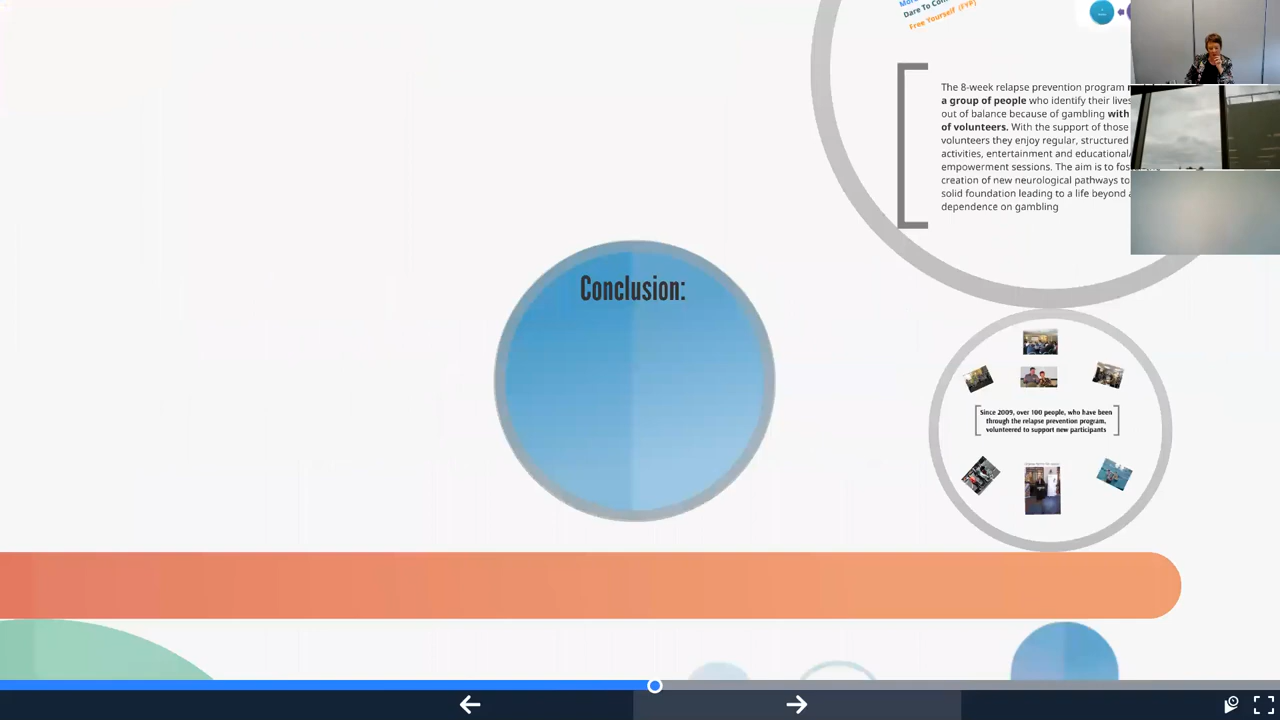 Dare To
Free Yourself (FYF)
The 8-week relapse prevention program
a group of people who identify their lives
out of balance because of gambling with
of volunteers. With the support of those
volunteers they enjoy regular, structured
activities, entertainment and educational/
empowerment sessions. The aim is to
creation of new neurological pathways to
solid foundation leading to a life beyond
dependence on gambling
Conclusion:
Since 2009, over 100 people, who have been
through the relapse prevention program,
volunteered to support new participants